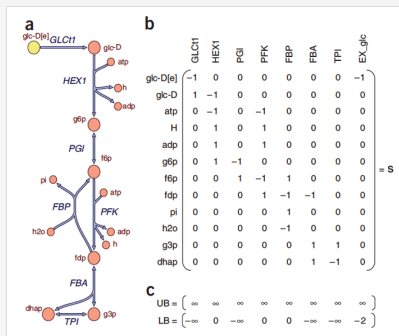 a
glc-D[e]
GLCt1
glc-D
atp
HEX1
h
adp
g6p
PGI
f6p
pi
atp
FBP
PFK
h2o
adp
h
fdp
FBA
dhap
TPI
g3p
b
GLCt1 HEX1 PGI PFK FBP FBA TPI EX_glc
glc-D[e] −1 0 0 0 0 0 0 −1
glc-D 1 −1 0 0 0 0 0 0
atp 0 −1 0 −1 0 0 0 0
H 0 1 0 1 0 0 0 0
adp 0 1 0 1 0 0 0 0
g6p 0 1 −1 0 0 0 0 0
f6p 0 0 1 −1 1 0 0 0
fdp 0 0 0 1 −1 −1 0 0
pi 0 0 0 0 1 0 0 0
h2o 0 0 0 0 −1 0 0 0
g3p 0 0 0 0 0 1 1 0
dhap 0 0 0 0 0 1 −1 0
= S
c
UB = ∞ ∞ ∞ ∞ ∞ ∞ ∞ ∞
LB = −∞ 0 −∞ 0 0 −∞ −∞ −2